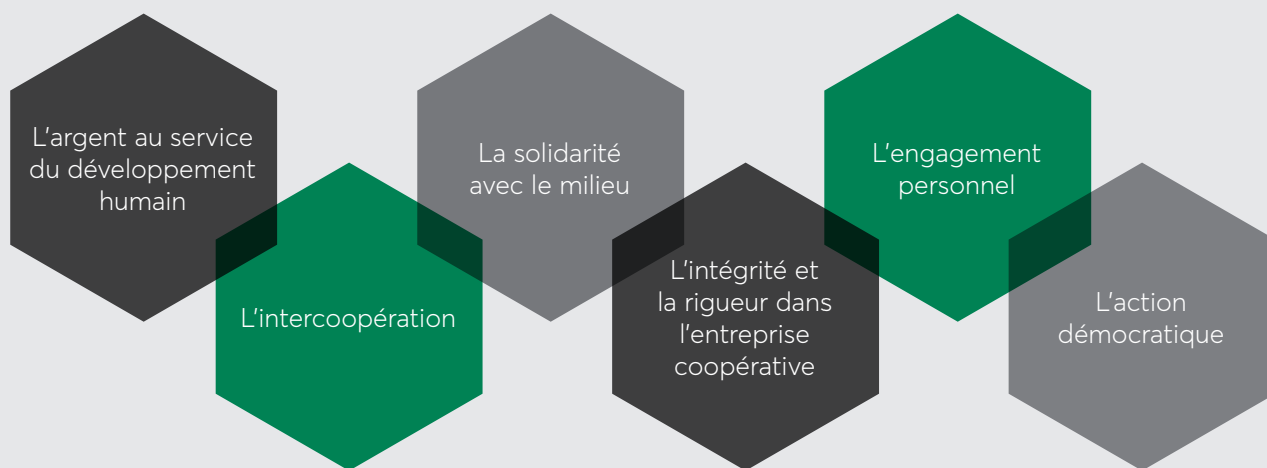 L'argent au service
du développement
humain
L'intercoopération
La solidarité
avec le milieu
L'intégrité et
la rigueur dans
l'entreprise
coopérative
L'engagement
personnel
L'action
démocratique